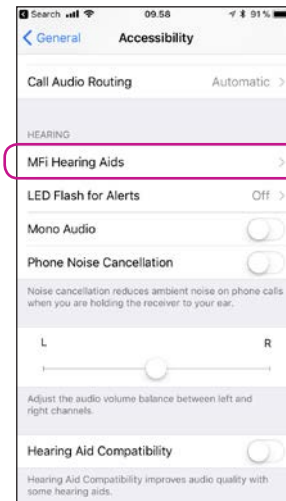 Search 09.58 91 %
General Accessibility
Call Audio Routing Automatic
HEARING
MFi Hearing Aids
LED Flash for Alerts Off
Mono Audio
Phone Noise Cancellation
Noise cancellation reduces ambient noise on phone calls
when you are holding the receiver to your ear.
L R
Adjust the audio volume balance between left and
right channels.
Hearing Aid Compatibility
Hearing Aid Compatibility improves audio quality with
some hearing aids.